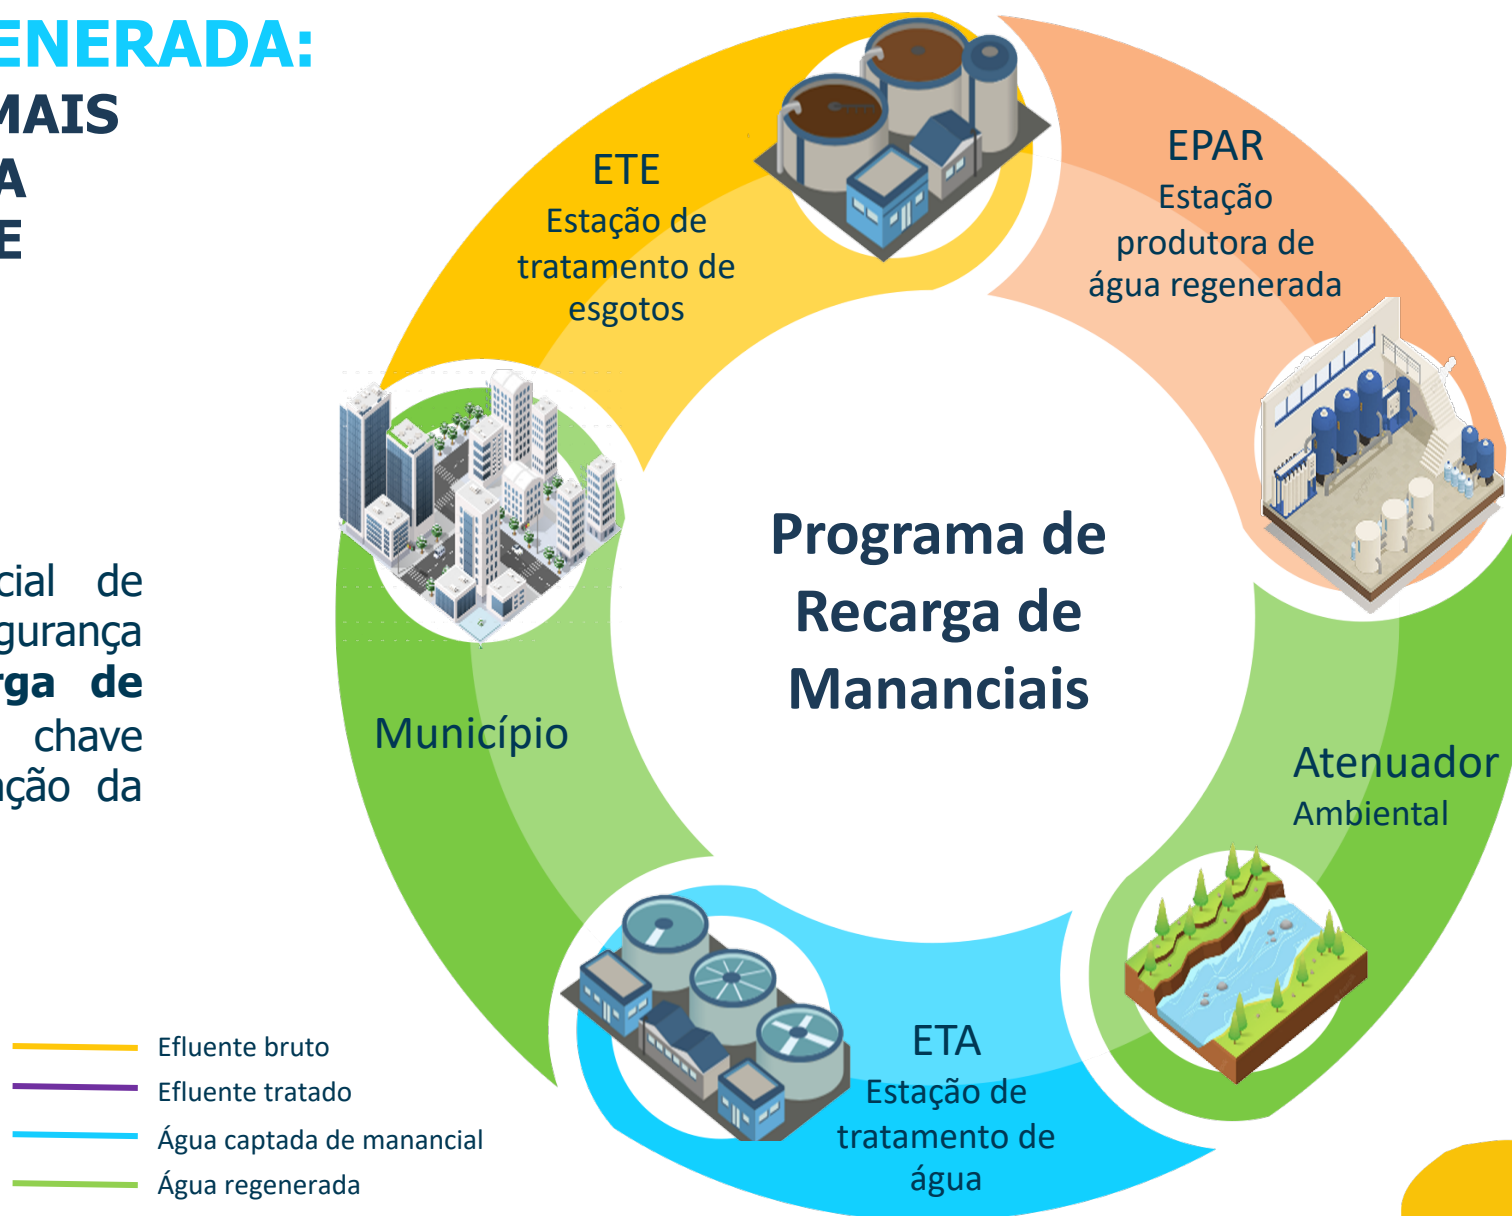 ENERADA:
MAIS
A
E
cial de
gurança
rga de
chave
ação da
ETE
Estação de
tratamento de
esgotos
EPAR
Estação
produtora de
água regenerada
Programa de
Recarga de
Mananciais
Município
Atenuador
Ambiental
ETA
Estação de
tratamento de
água
Efluente bruto
Efluente tratado
Água captada de manancial
Água regenerada